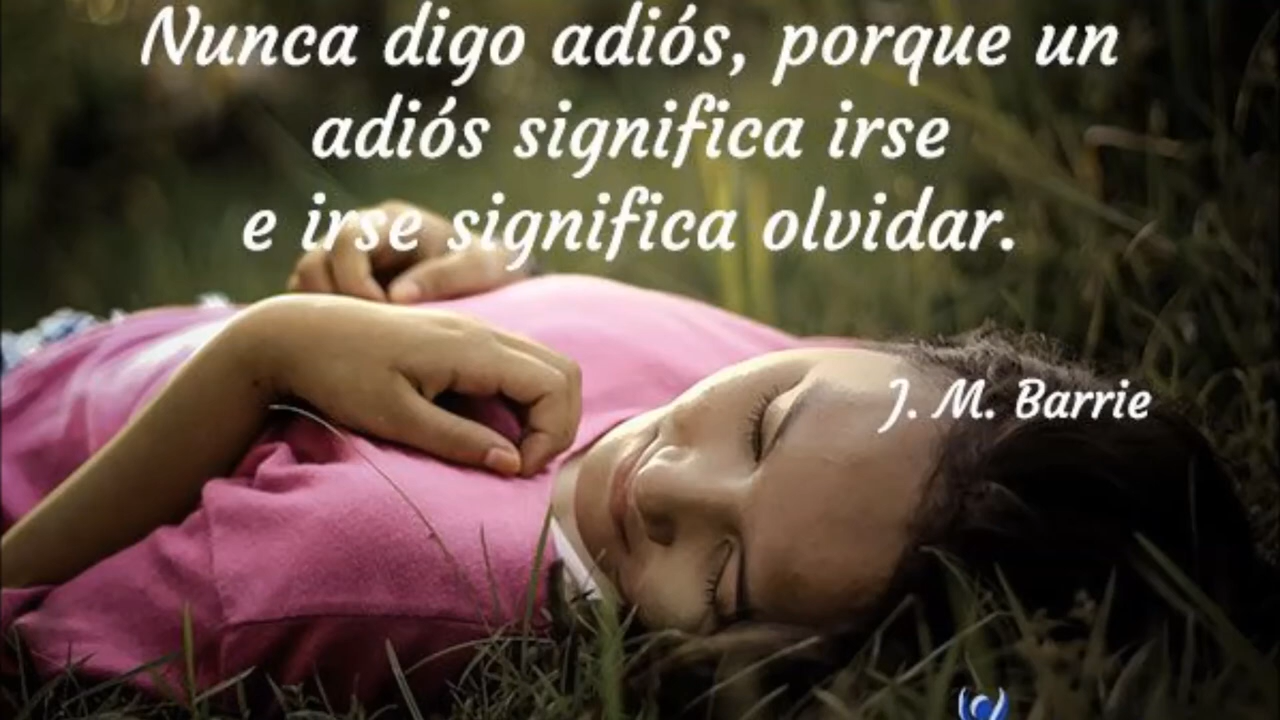 Nunca digo adiós, porque un
adiós significa irse
e irse significa olvidar.
J. M. Barrie